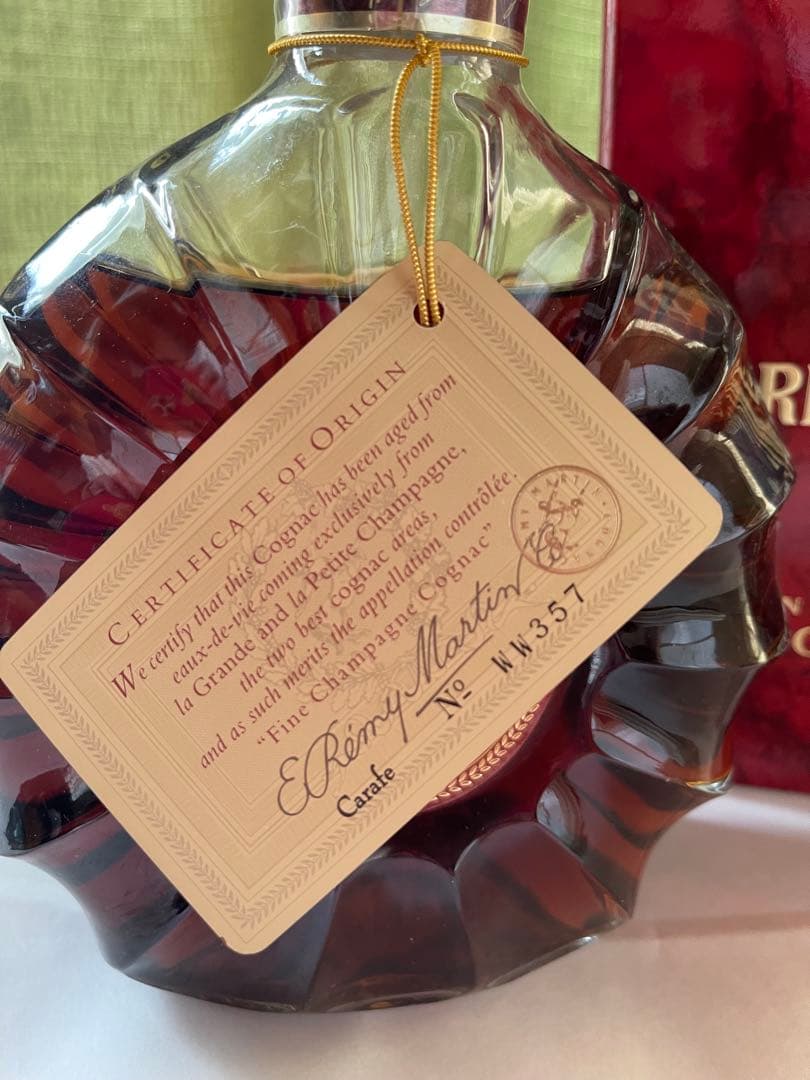 CERTIFICATE OF ORIGIN
We certify that this Cognac has been aged from
eaux-de-vie coming exclusively from
la Grande and la Petite Champagne,
the two best cognac areas,
and as such merits the appellation contrôlée.
“Fine Champagne Cognac”
E Rémy Martin & Co
Carafe Nº WW357